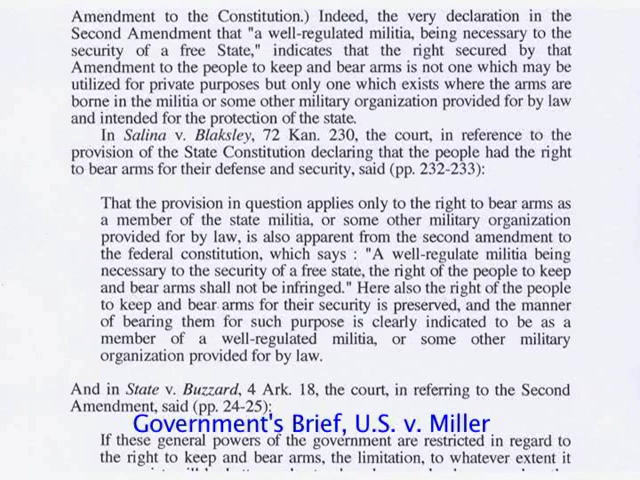 Amendment to the Constitution.) Indeed, the very declaration in the
Second Amendment that "a well-regulated militia, being necessary to the
security of a free State," indicates that the right secured by that
Amendment to the people to keep and bear arms is not one which may be
utilized for private purposes but only one which exists where the arms are
borne in the militia or some other military organization provided for by law
and intended for the protection of the state.
In Salina v. Blaksley, 72 Kan. 230, the court, in reference to the
provision of the State Constitution declaring that the people had the right
to bear arms for their defense and security, said (pp. 232-233):
That the provision in question applies only to the right to bear arms as
a member of the state militia, or some other military organization
provided for by law, is also apparent from the second amendment to
the federal constitution, which says : "A well-regulate militia being
necessary to the security of a free state, the right of the people to keep
and bear arms shall not be infringed." Here also the right of the people
to keep and bear arms for their security is preserved, and the manner
of bearing them for such purpose is clearly indicated to be as a
member of a well-regulated militia, or some other military
organization provided for by law.
And in State v. Buzzard, 4 Ark. 18, the court, in referring to the Second
Amendment, said (pp. 24-25):
Government's Brief, U.S. v. Miller
If these general powers of the government are restricted in regard to
the right to keep and bear arms, the limitation, to whatever extent it